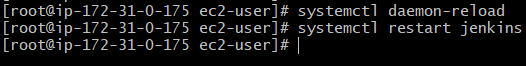 [root@ip-172-31-0-175 ec2-user]# systemctl daemon-reload
[root@ip-172-31-0-175 ec2-user]# systemctl restart jenkins
[root@ip-172-31-0-175 ec2-user]#